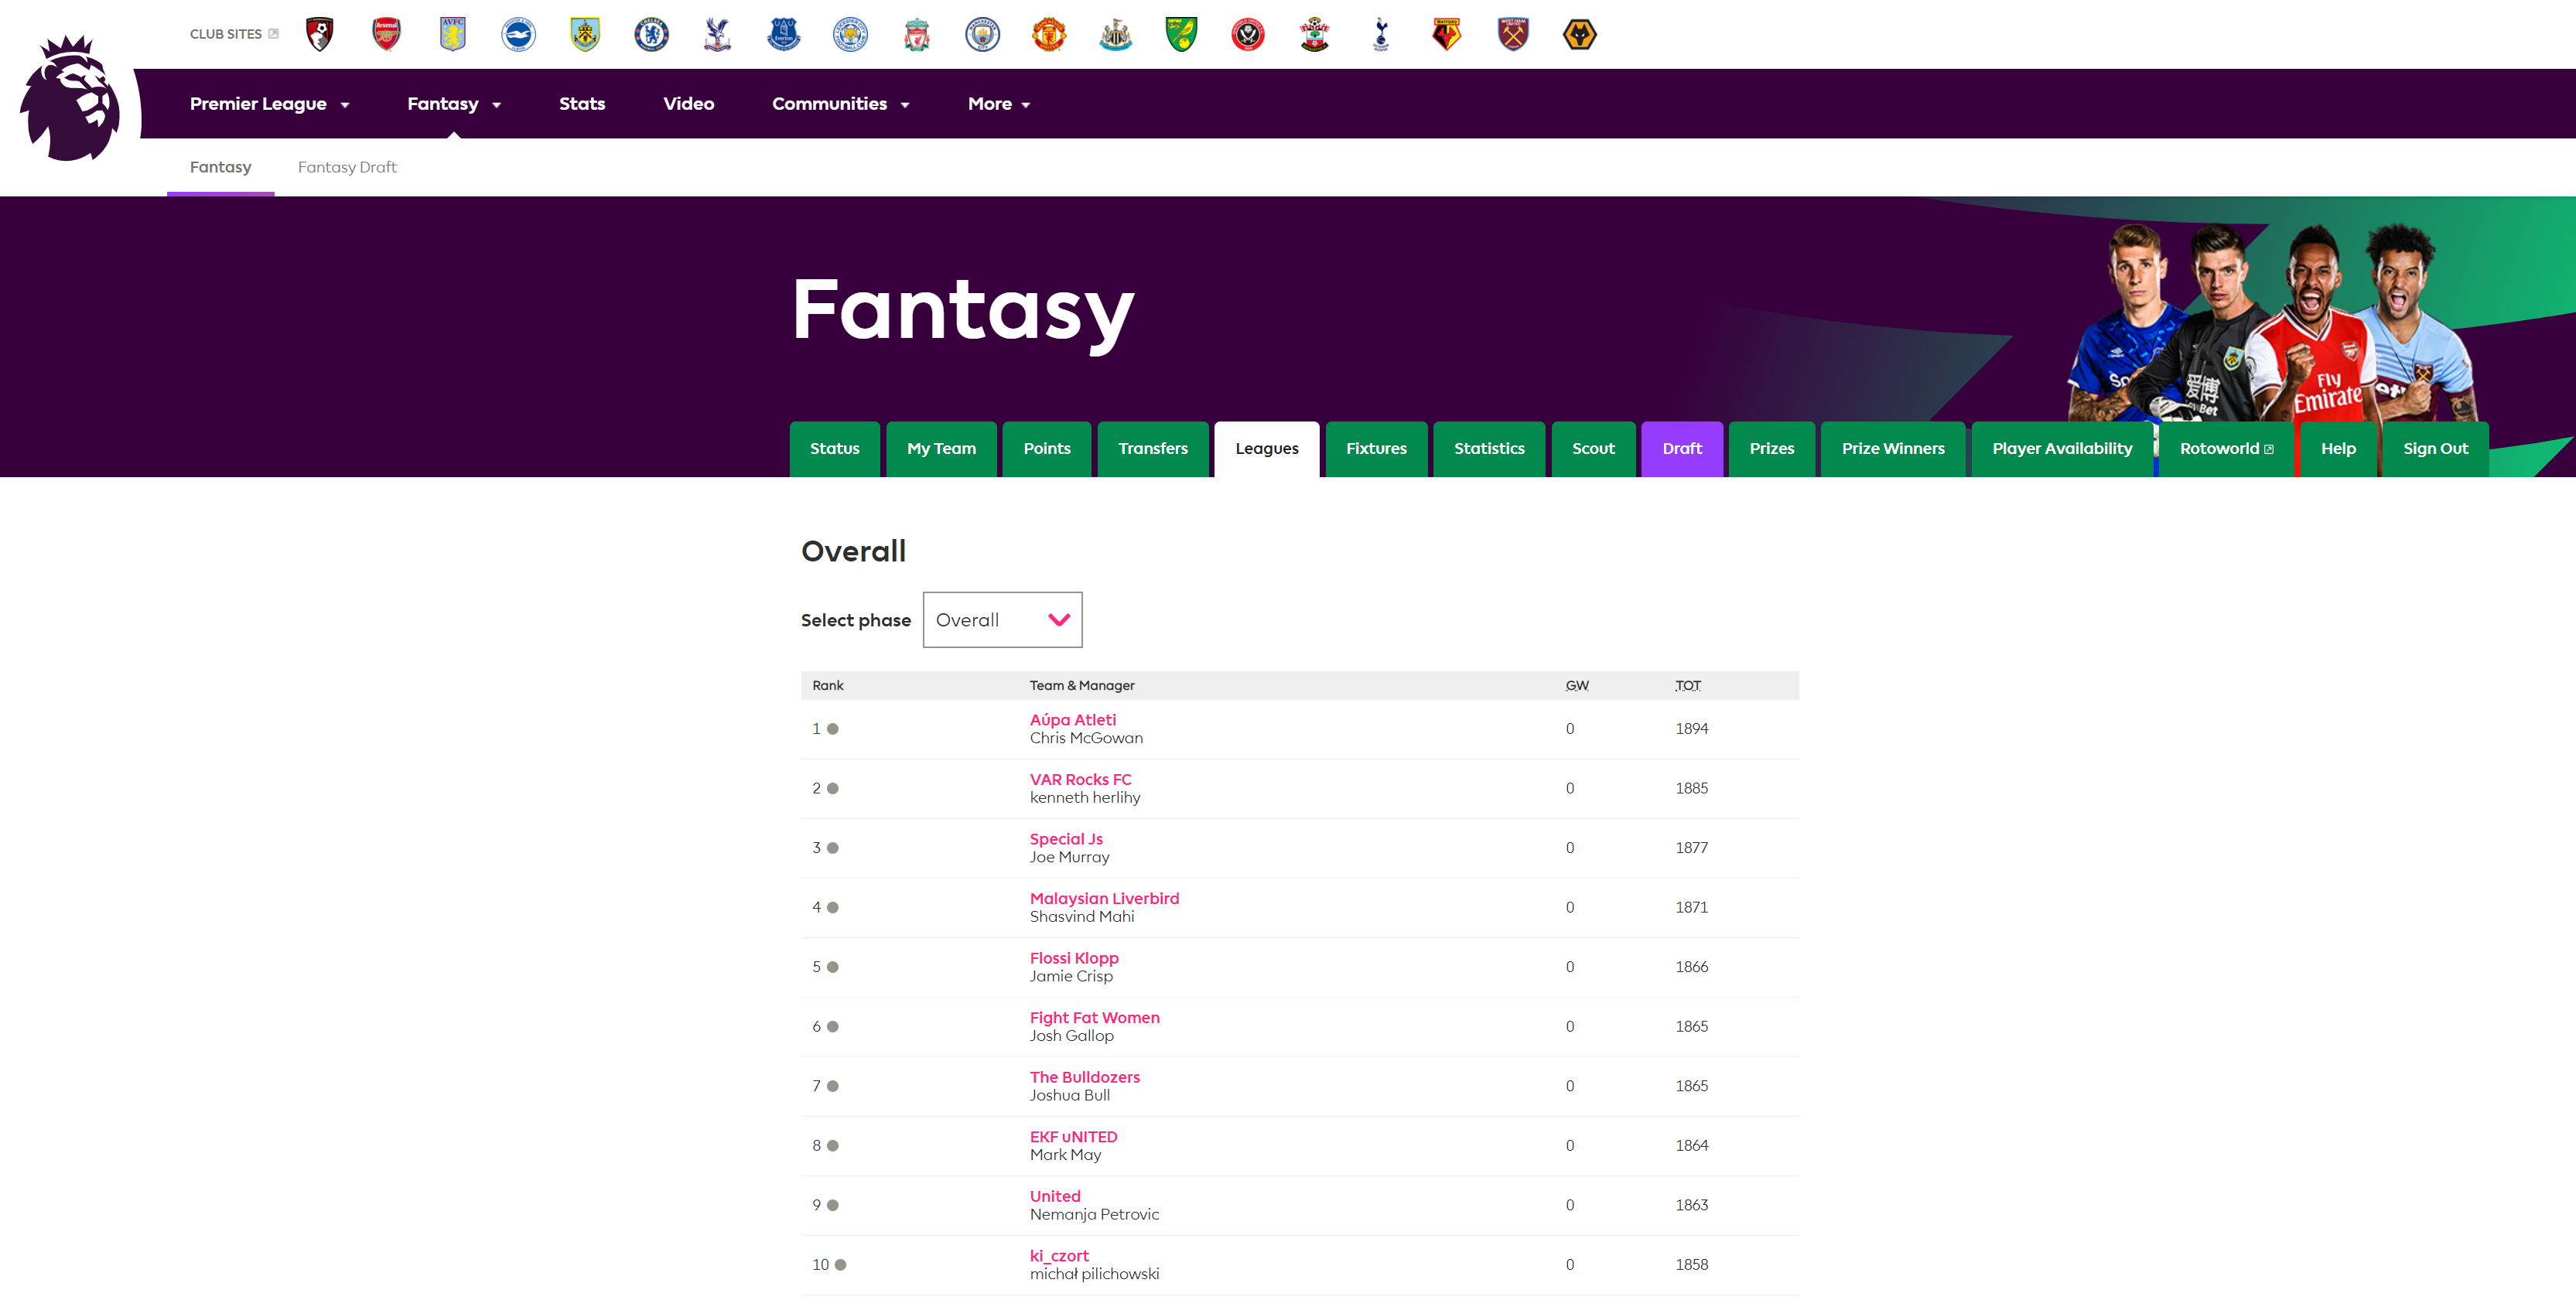 CLUB SITES
Premier League Fantasy Stats Video Communities More
Fantasy Fantasy Draft
Fantasy
Fly
Emirate
Status My Team Points Transfers Leagues Fixtures Statistics Scout Draft Prizes Prize Winners Player Availability Rotoworld Help Sign Out
Overall
Select phase Overall
Rank Team & Manager GW TOT
1 Aúpa Atleti 0 1894
Chris McGowan
2 VAR Rocks FC 0 1885
kenneth herlihy
3 Special Js 0 1877
Joe Murray
4 Malaysian Liverbird 0 1871
Shasvind Mahi
5 Flossi Klopp 0 1866
Jamie Crisp
6 Fight Fat Women 0 1865
Josh Gallop
7 The Bulldozers 0 1865
Joshua Bull
8 EKF uNITED 0 1864
Mark May
9 United 0 1863
Nemanja Petrovic
10 ki_czort 0 1858
michał pilichowski